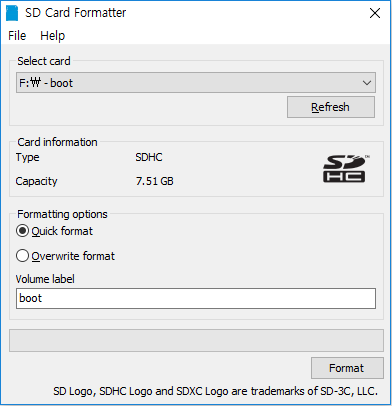 SD Card Formatter
File Help
Select card
F:₩ - boot
Refresh
Card information
Type SDHC
SD HC ™
Capacity 7.51 GB
Formatting options
Quick format
Overwrite format
Volume label
boot
Format
SD Logo, SDHC Logo and SDXC Logo are trademarks of SD-3C, LLC.